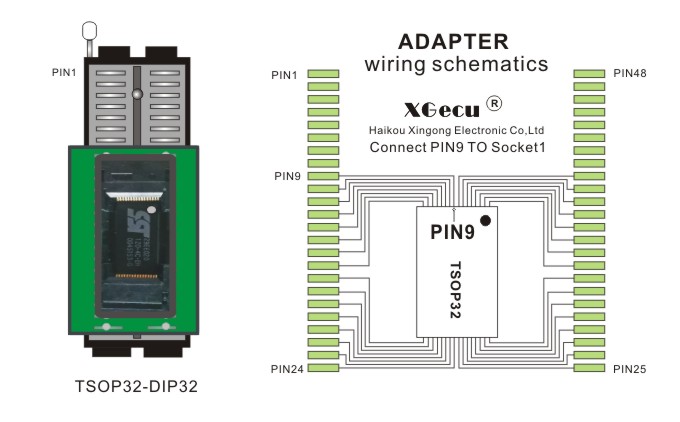 ADAPTER
wiring schematics
PIN1
PIN1
PIN48
XGecu ®
Haikou Xingong Electronic Co,Ltd
Connect PIN9 TO Socket1
PIN9
SST
PIN9
TSOP32
PIN24
PIN25
TSOP32-DIP32